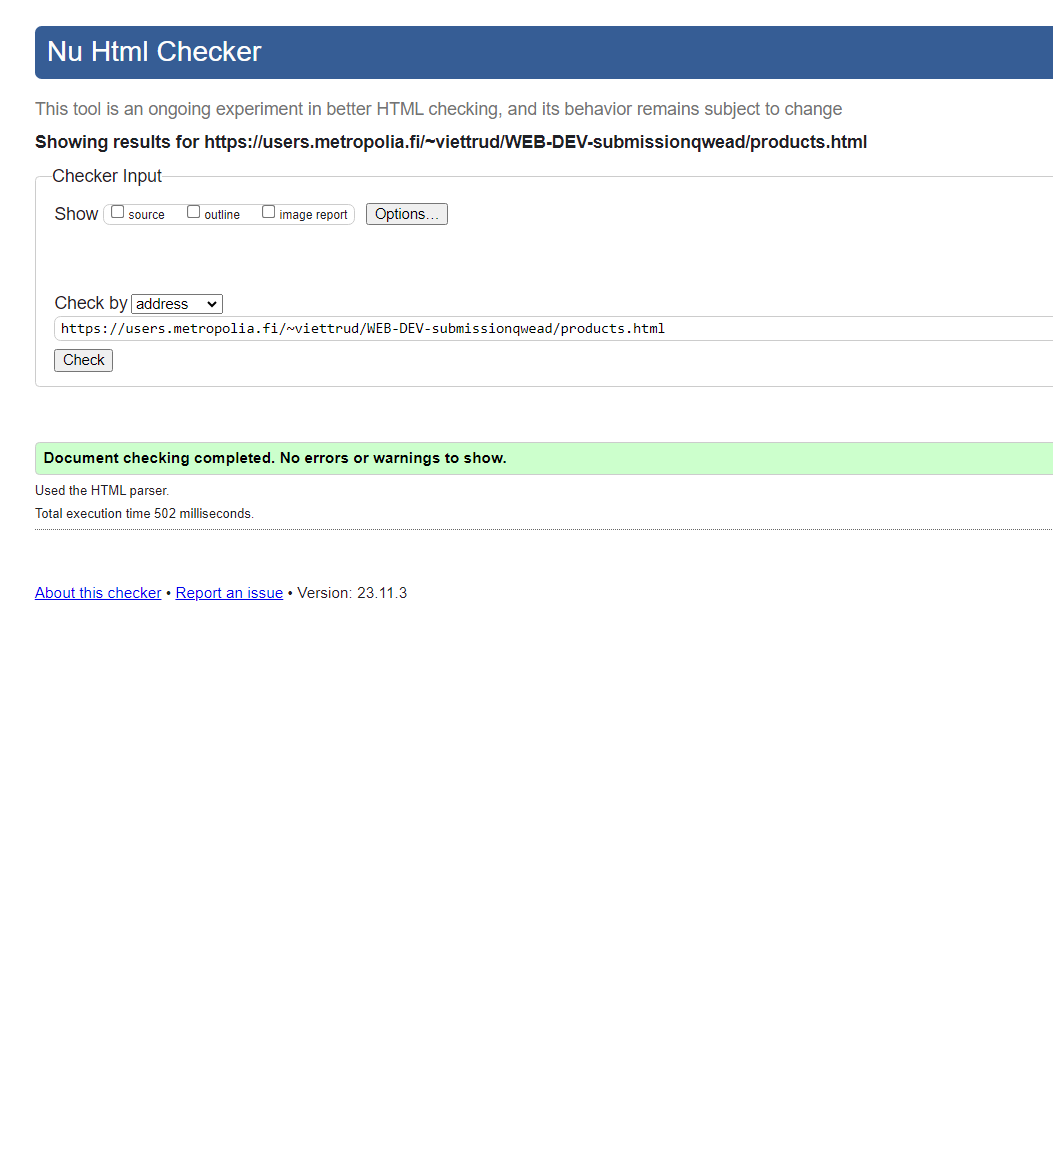 Nu Html Checker
This tool is an ongoing experiment in better HTML checking, and its behavior remains subject to change
Showing results for https://users.metropolia.fi/~viettrud/WEB-DEV-submissionqwead/products.html
Checker Input
Show source outline image report Options...
Check by address
https://users.metropolia.fi/~viettrud/WEB-DEV-submissionqwead/products.html
Check
Document checking completed. No errors or warnings to show.
Used the HTML parser.
Total execution time 502 milliseconds.
About this checker • Report an issue • Version: 23.11.3